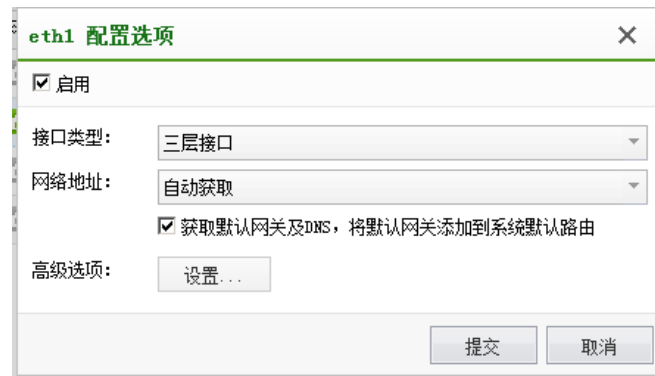 eth1 配置选项
启用
接口类型: 三层接口
网络地址: 自动获取
获取默认网关及DNS，将默认网关添加到系统默认路由
高级选项: 设置...
提交 取消